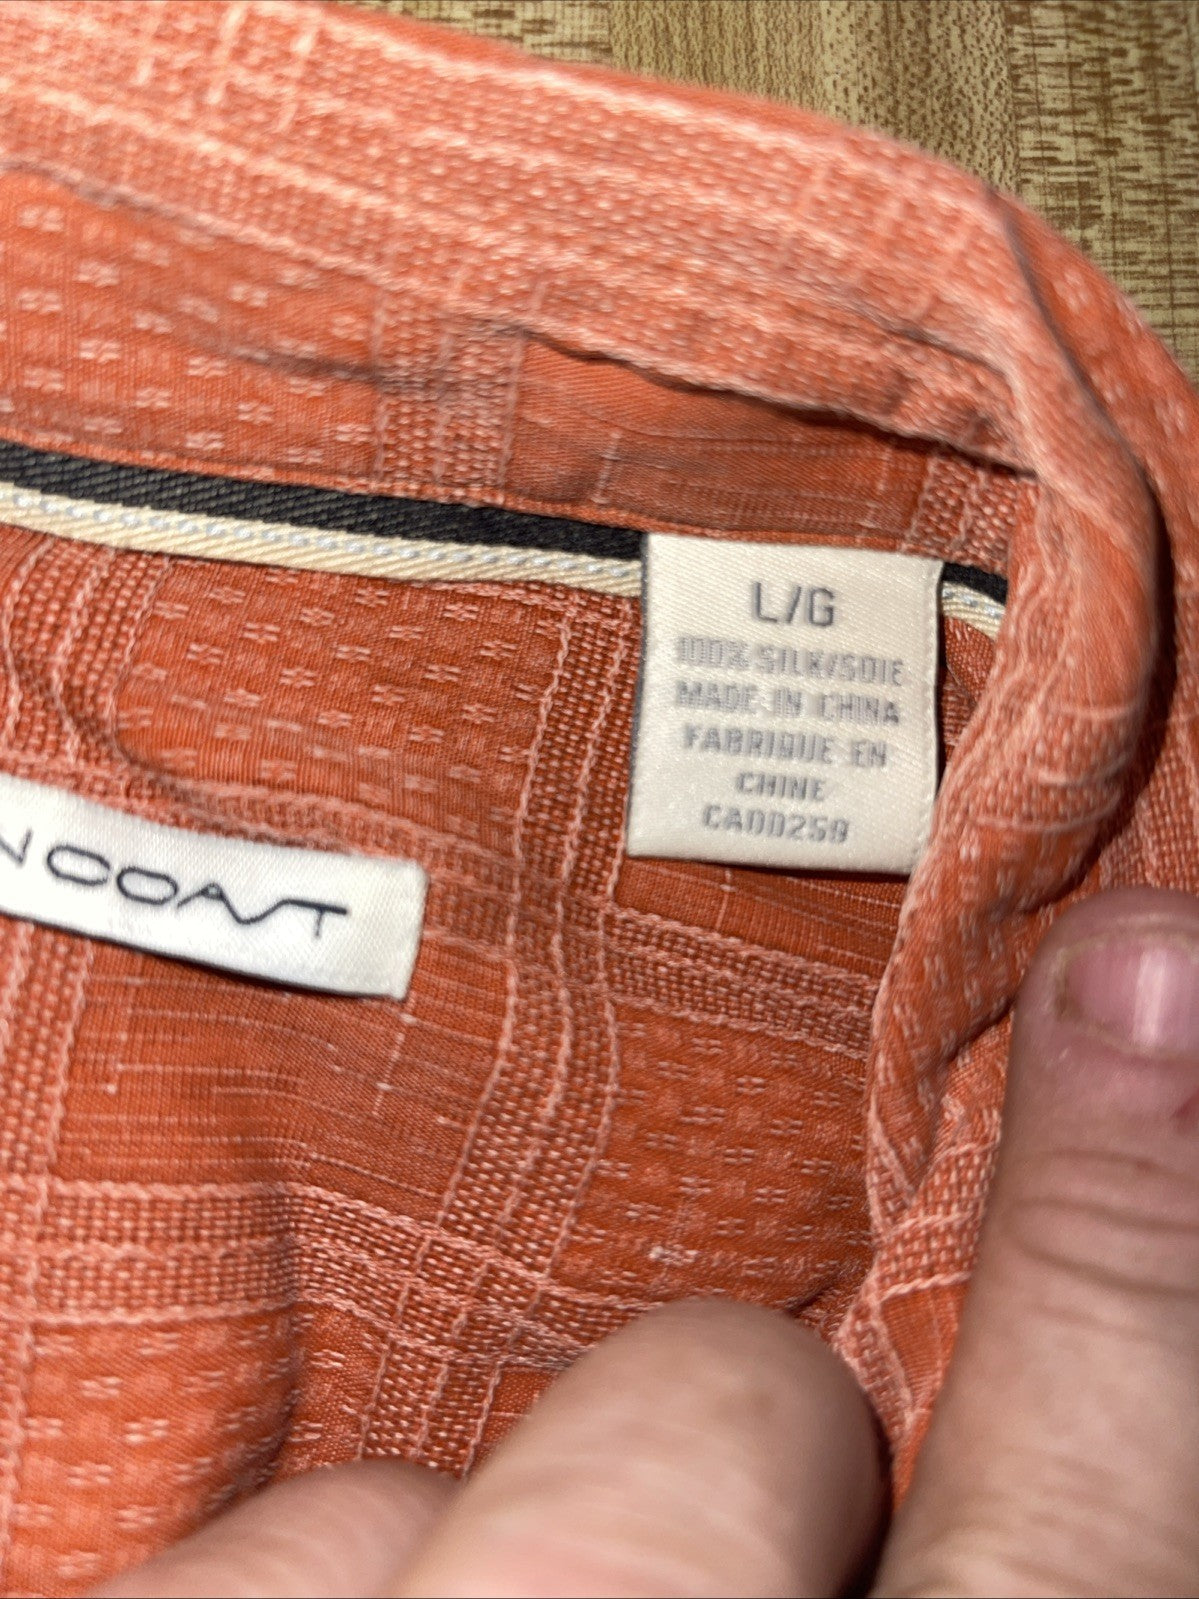 L/G
100% SILK/SOIE
MADE IN CHINA
FABRIQUE EN
CHINE
CA00259
N COAST